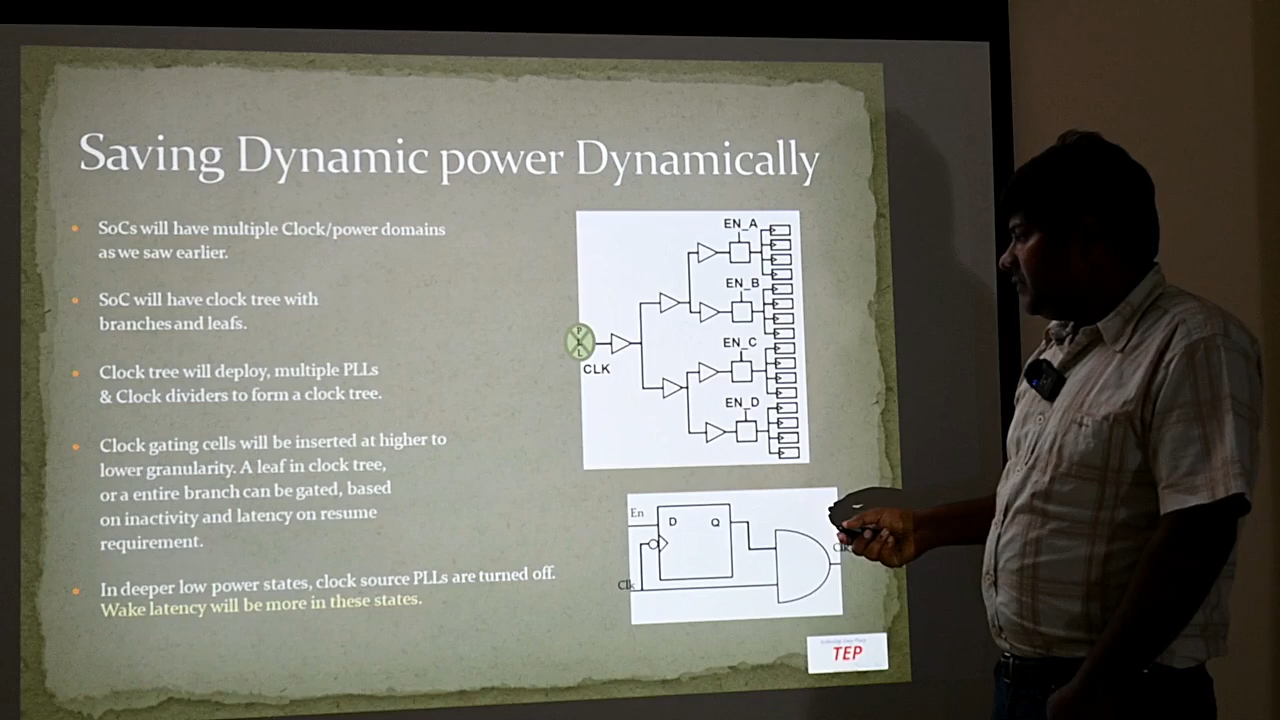 Saving Dynamic power Dynamically
SoCs will have multiple Clock/power domains
as we saw earlier.
SoC will have clock tree with
branches and leafs.
Clock tree will deploy, multiple PLLs
& Clock dividers to form a clock tree.
Clock gating cells will be inserted at higher to
lower granularity. A leaf in clock tree,
or a entire branch can be gated, based
on inactivity and latency on resume
requirement.
In deeper low power states, clock source PLLs are turned off.
Wake latency will be more in these states.
EN_A
EN_B
PLL
CLK
EN_C
EN_D
En
D Q
Clk
TEP